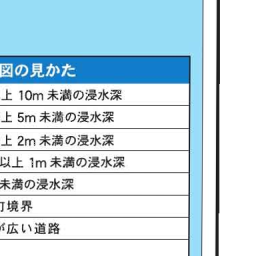 図の見かた
上 10m 未満の浸水深
上 5m 未満の浸水深
上 2m 未満の浸水深
以上 1m 未満の浸水深
未満の浸水深
町境界
が広い道路